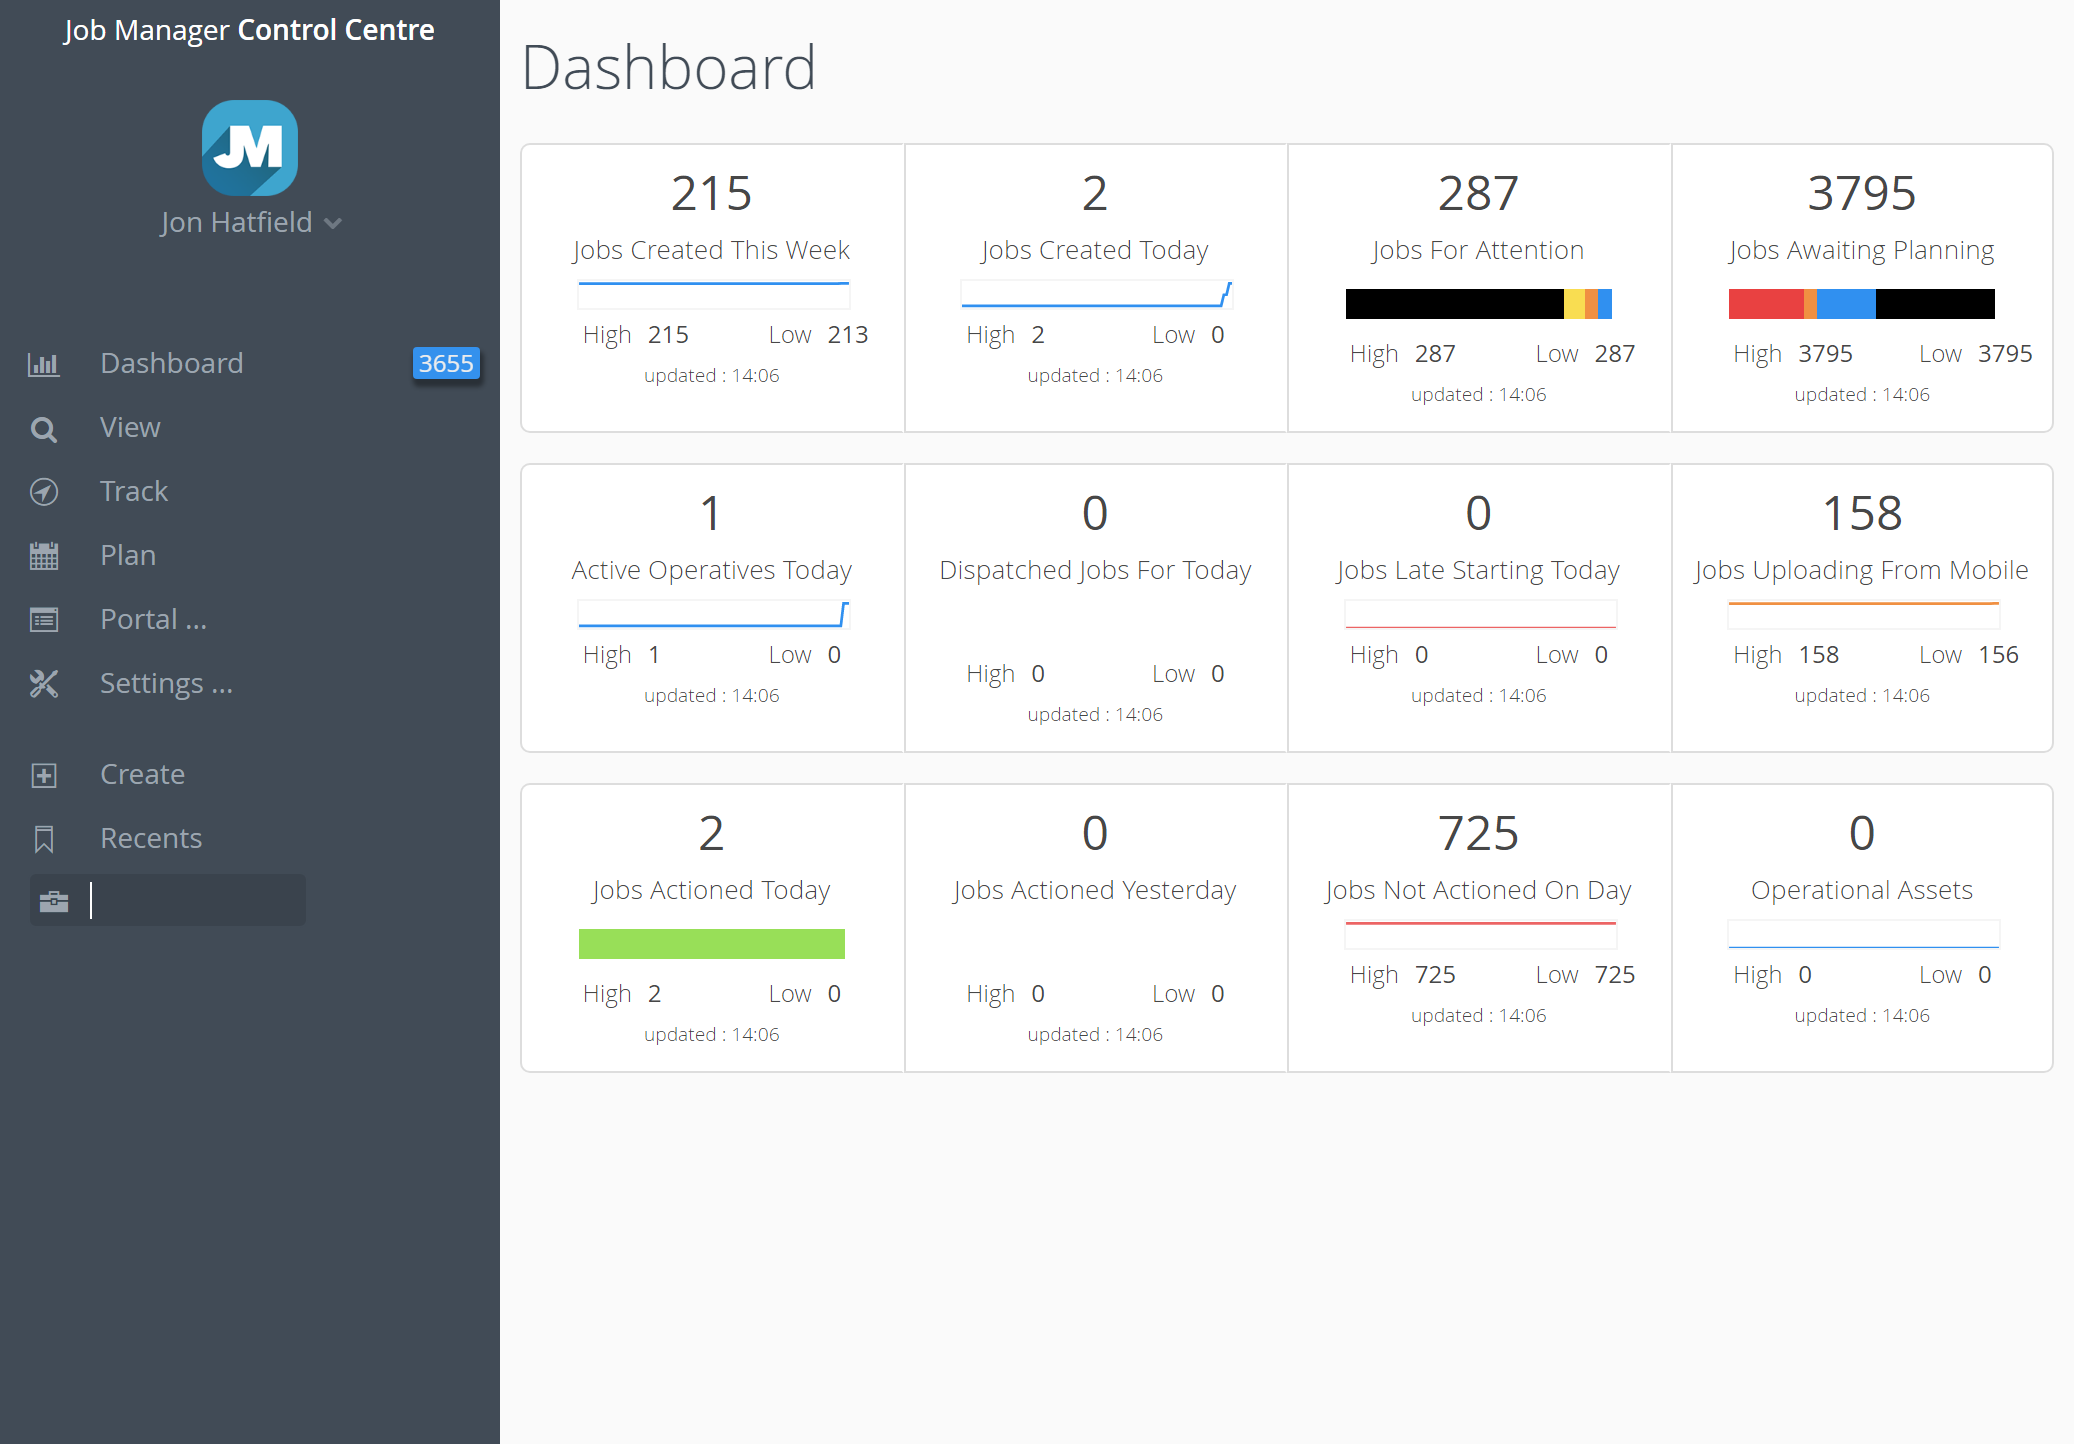 Job Manager Control Centre
JM
Jon Hatfield
Dashboard 3655
View
Track
Plan
Portal ...
Settings ...
Create
Recents
Dashboard
215
Jobs Created This Week
High 215 Low 213
updated : 14:06
2
Jobs Created Today
High 2 Low 0
updated : 14:06
287
Jobs For Attention
High 287 Low 287
updated : 14:06
3795
Jobs Awaiting Planning
High 3795 Low 3795
updated : 14:06
1
Active Operatives Today
High 1 Low 0
updated : 14:06
0
Dispatched Jobs For Today
High 0 Low 0
updated : 14:06
0
Jobs Late Starting Today
High 0 Low 0
updated : 14:06
158
Jobs Uploading From Mobile
High 158 Low 156
updated : 14:06
2
Jobs Actioned Today
High 2 Low 0
updated : 14:06
0
Jobs Actioned Yesterday
High 0 Low 0
updated : 14:06
725
Jobs Not Actioned On Day
High 725 Low 725
updated : 14:06
0
Operational Assets
High 0 Low 0
updated : 14:06